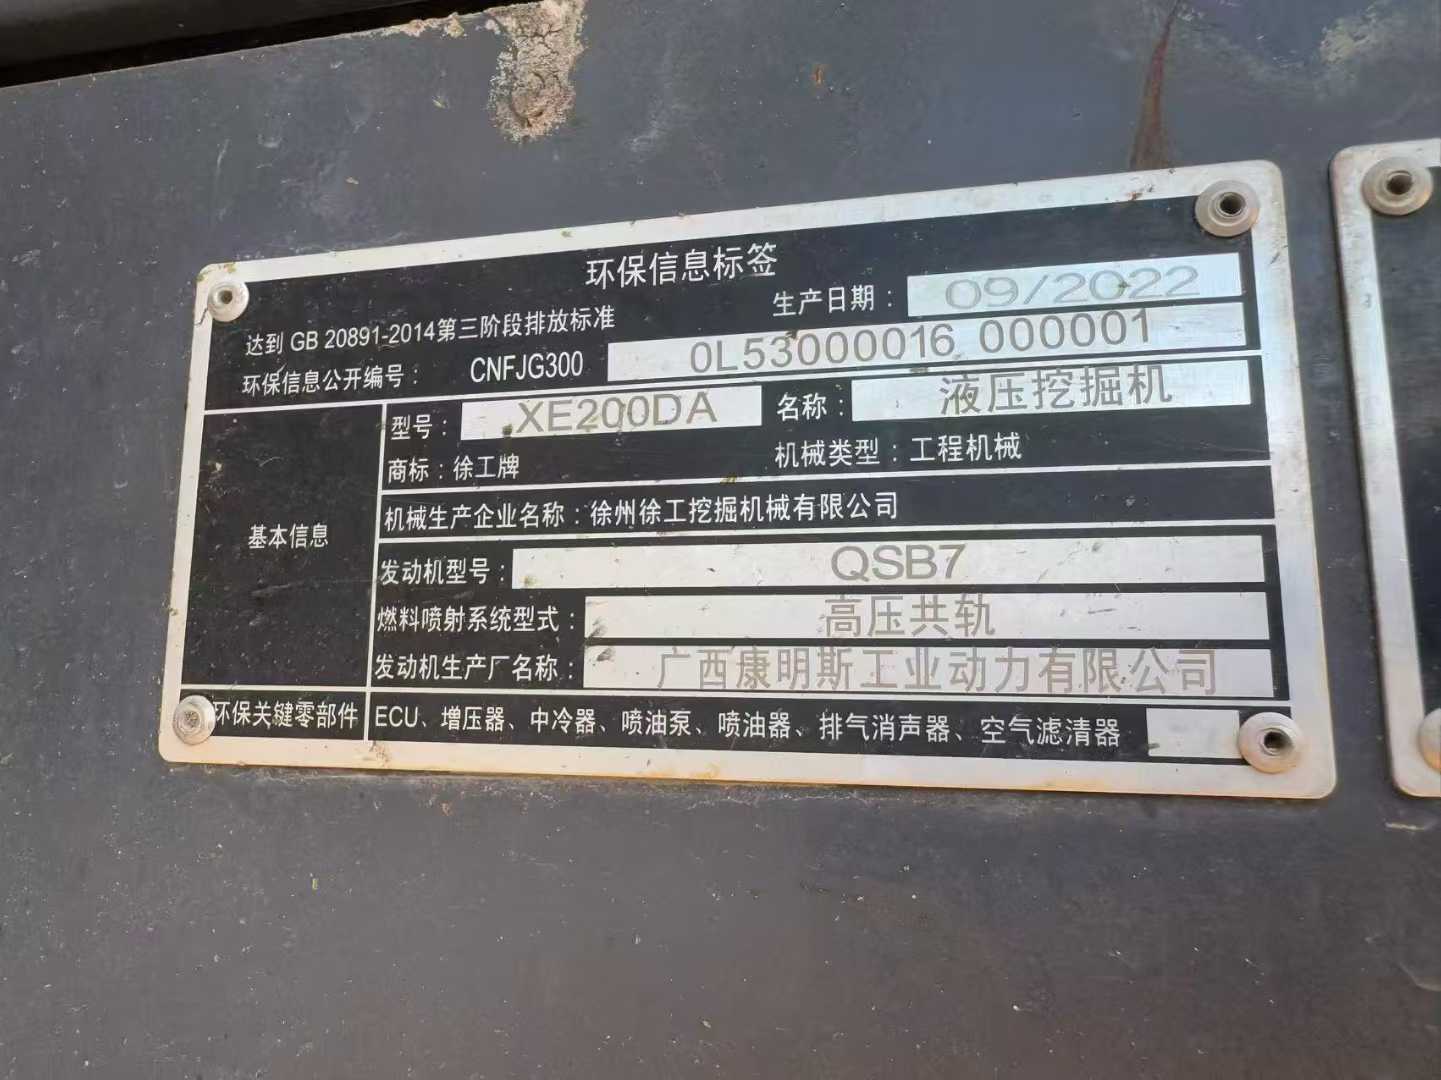 环保信息标签
达到 GB 20891-2014第三阶段排放标准 生产日期：09/2022
环保信息公开编号： CNFJG300 0L53000016 000001
基本信息
型号：XE200DA 名称：液压挖掘机
商标：徐工牌 机械类型：工程机械
机械生产企业名称：徐州徐工挖掘机械有限公司
发动机型号：QSB7
燃料喷射系统型式：高压共轨
发动机生产厂名称：广西康明斯工业动力有限公司
环保关键零部件 ECU、增压器、中冷器、喷油泵、喷油器、排气消声器、空气滤清器